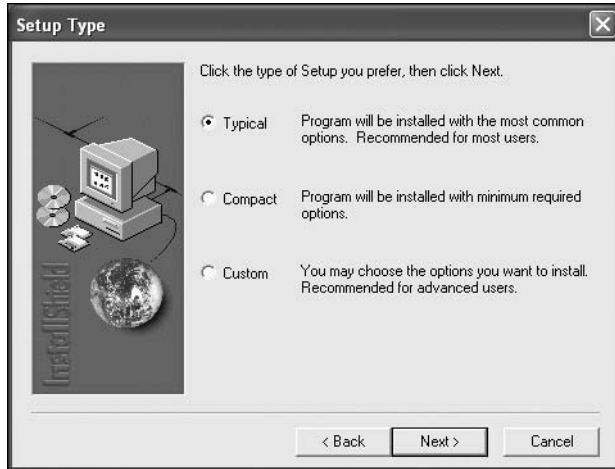 Setup Type
Click the type of Setup you prefer, then click Next.
Typical Program will be installed with the most common
options. Recommended for most users.
Compact Program will be installed with minimum required
options.
Custom You may choose the options you want to install.
Recommended for advanced users.
InstallShield
< Back Next > Cancel